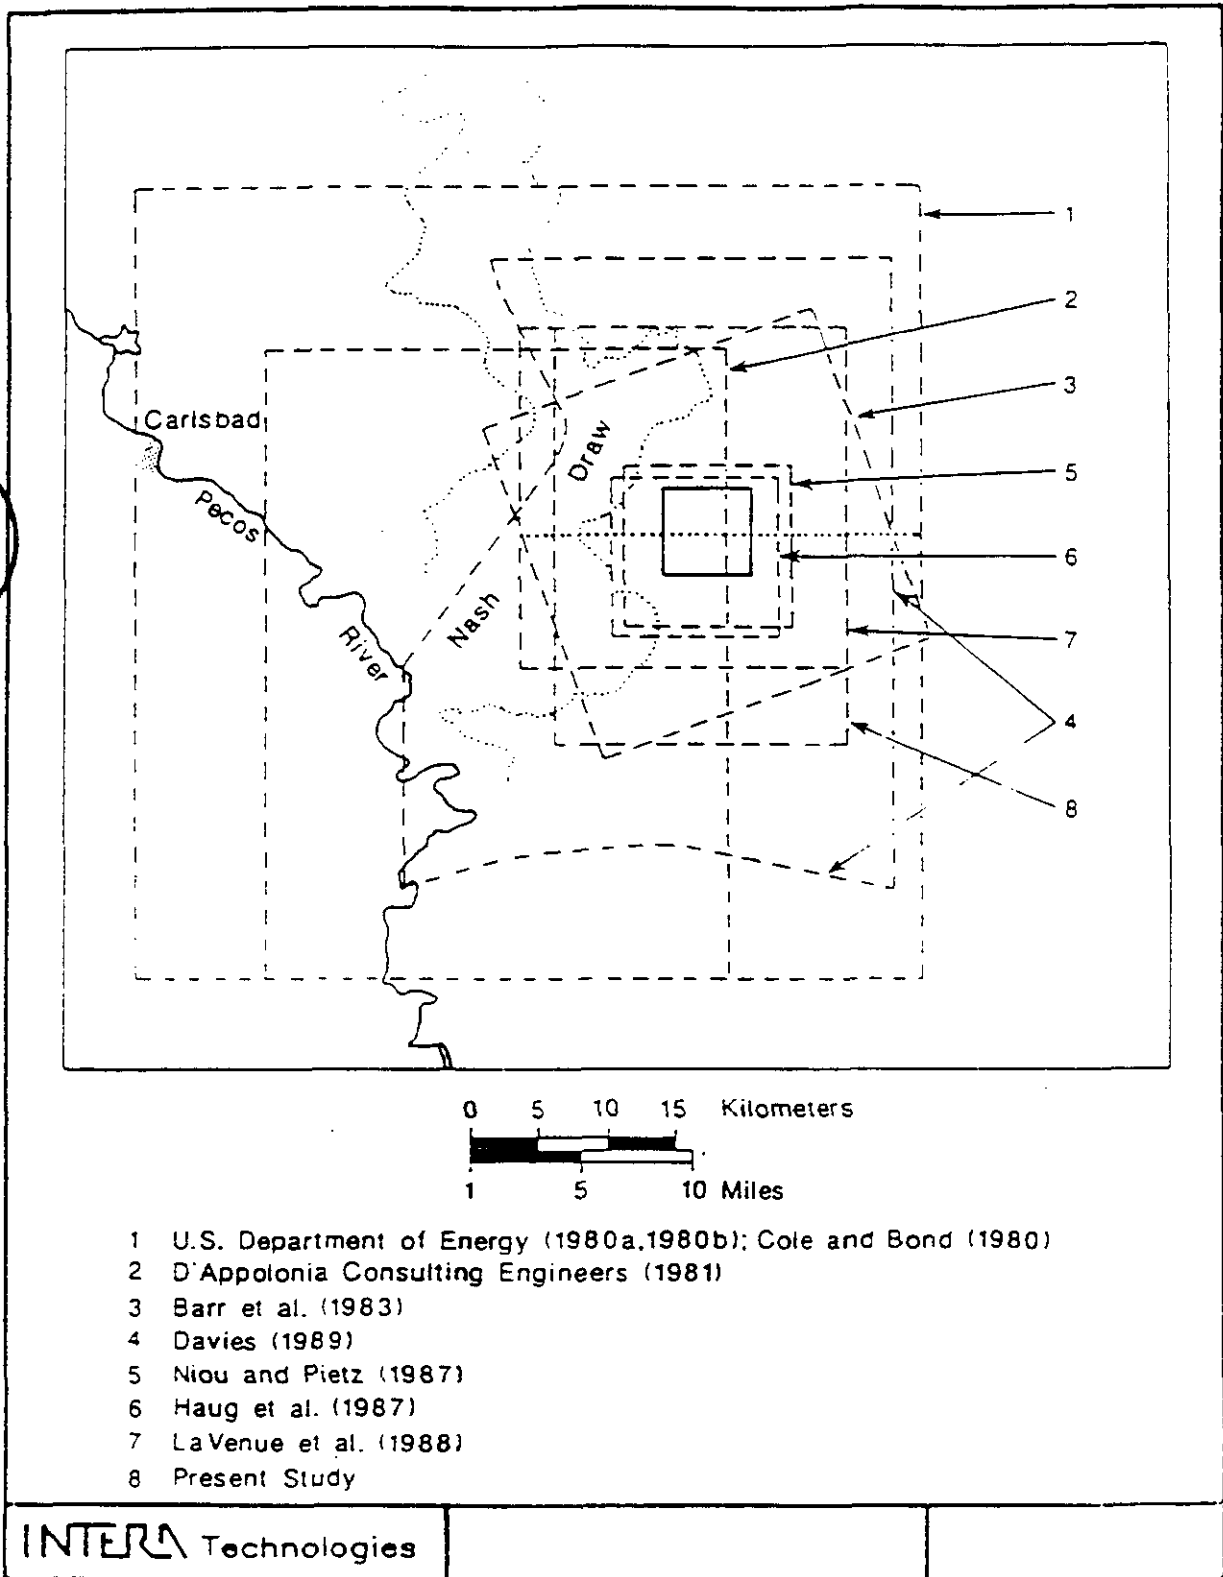 1
2
3
Carlsbad
Draw
5
Pecos
6
Nash
River
7
4
8
0 5 10 15 Kilometers
1 5 10 Miles
1 U.S. Department of Energy (1980a,1980b); Cole and Bond (1980)
2 D'Appolonia Consulting Engineers (1981)
3 Barr et al. (1983)
4 Davies (1989)
5 Niou and Pietz (1987)
6 Haug et al. (1987)
7 LaVenue et al. (1988)
8 Present Study
INTERA Technologies